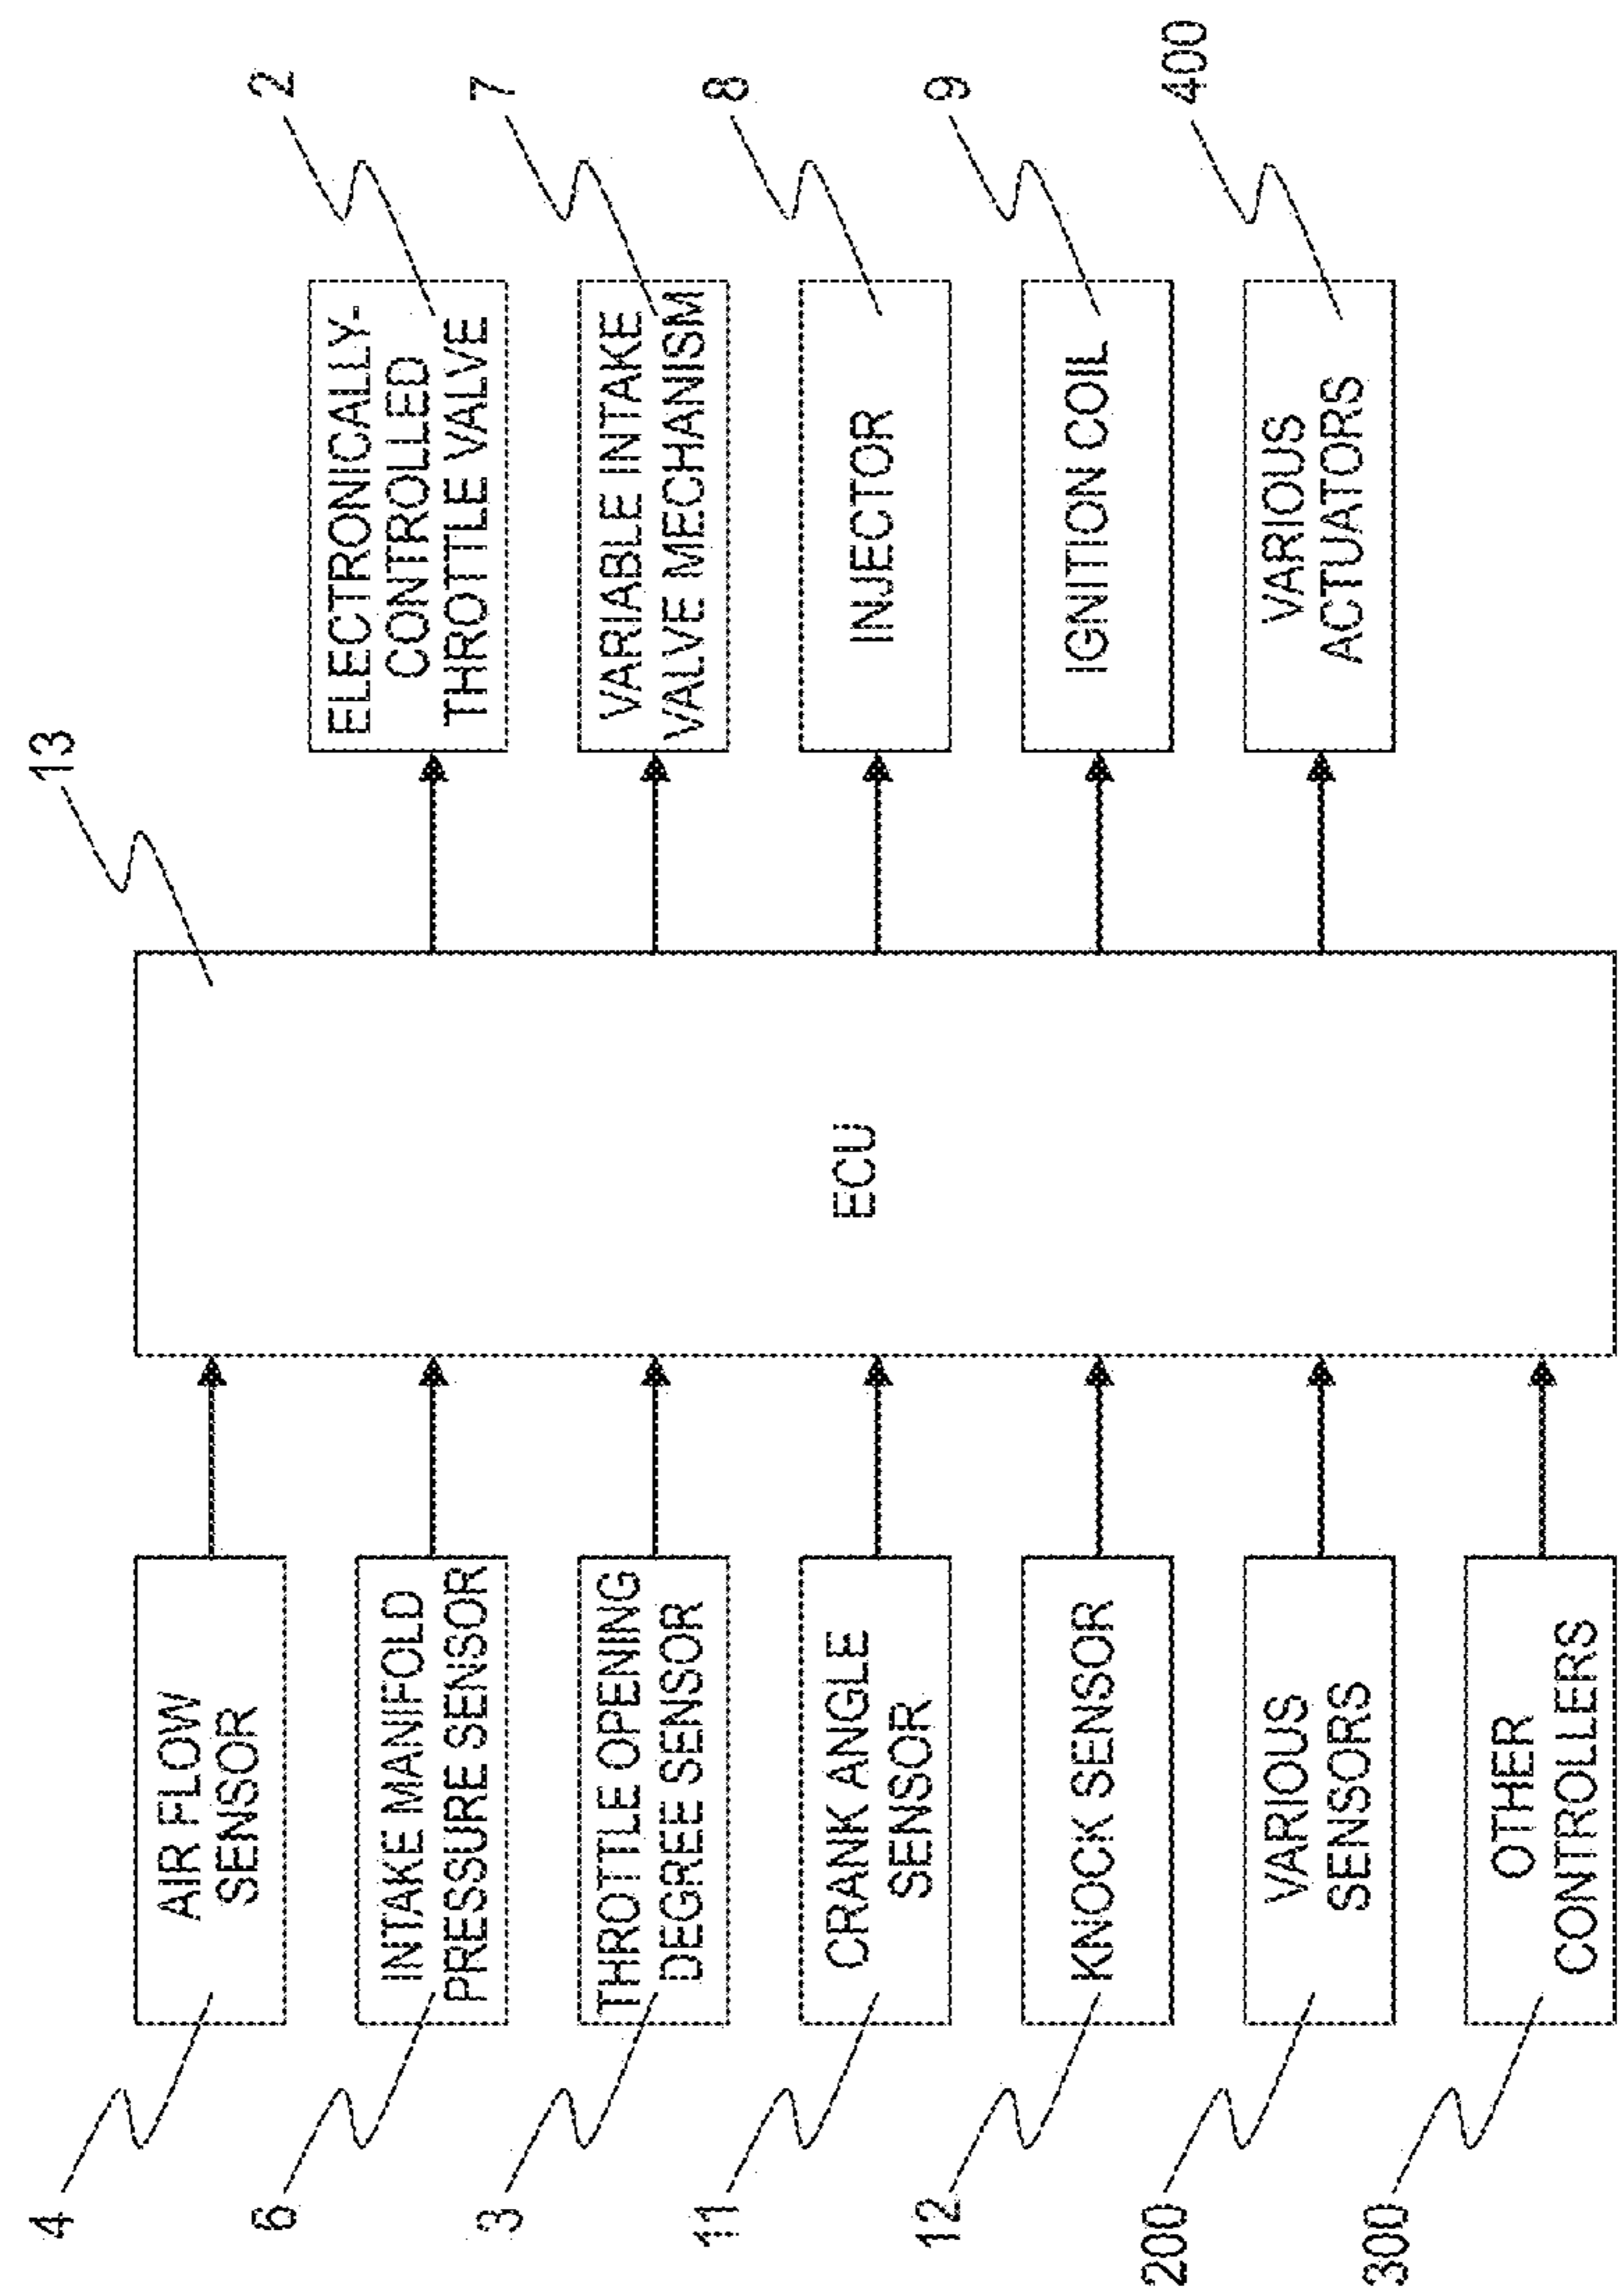 4
AIR FLOW
SENSOR
6
INTAKE MANIFOLD
PRESSURE SENSOR
3
THROTTLE OPENING
DEGREE SENSOR
11
CRANK ANGLE
SENSOR
12
KNOCK SENSOR
200
VARIOUS
SENSORS
300
OTHER
CONTROLLERS
13
ECU
2
ELECTRONICALLY-
CONTROLLED
THROTTLE VALVE
7
VARIABLE INTAKE
VALVE MECHANISM
8
INJECTOR
9
IGNITION COIL
400
VARIOUS
ACTUATORS